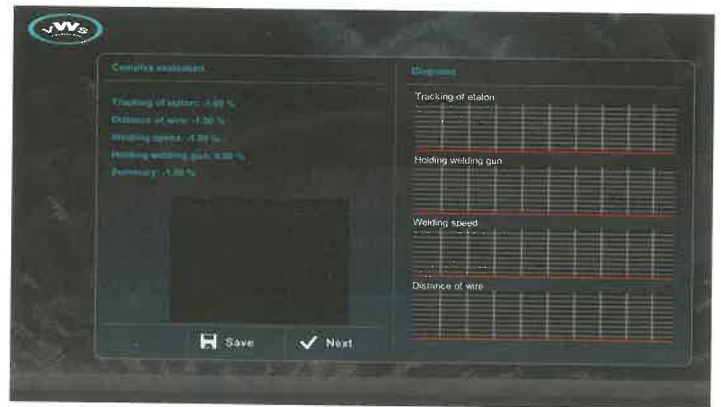 VWS
Complex evaluation
Tracking of etalon: -1.00 %
Distance of wire: -1.00 %
Welding speed: -1.00 %
Holding welding gun: 0.00 %
Summary: -1.00 %
Save
Next
Diagrams
Tracking of etalon
Holding welding gun
Welding speed
Distance of wire